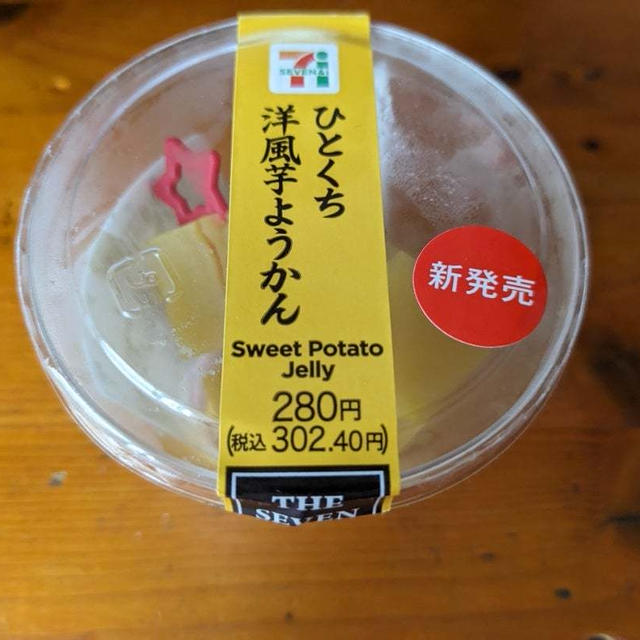 SEVEN&i
ひとくち
洋風芋ようかん
Sweet Potato
Jelly
280円
(税込 302.40円)
THE
SEVEN
新発売